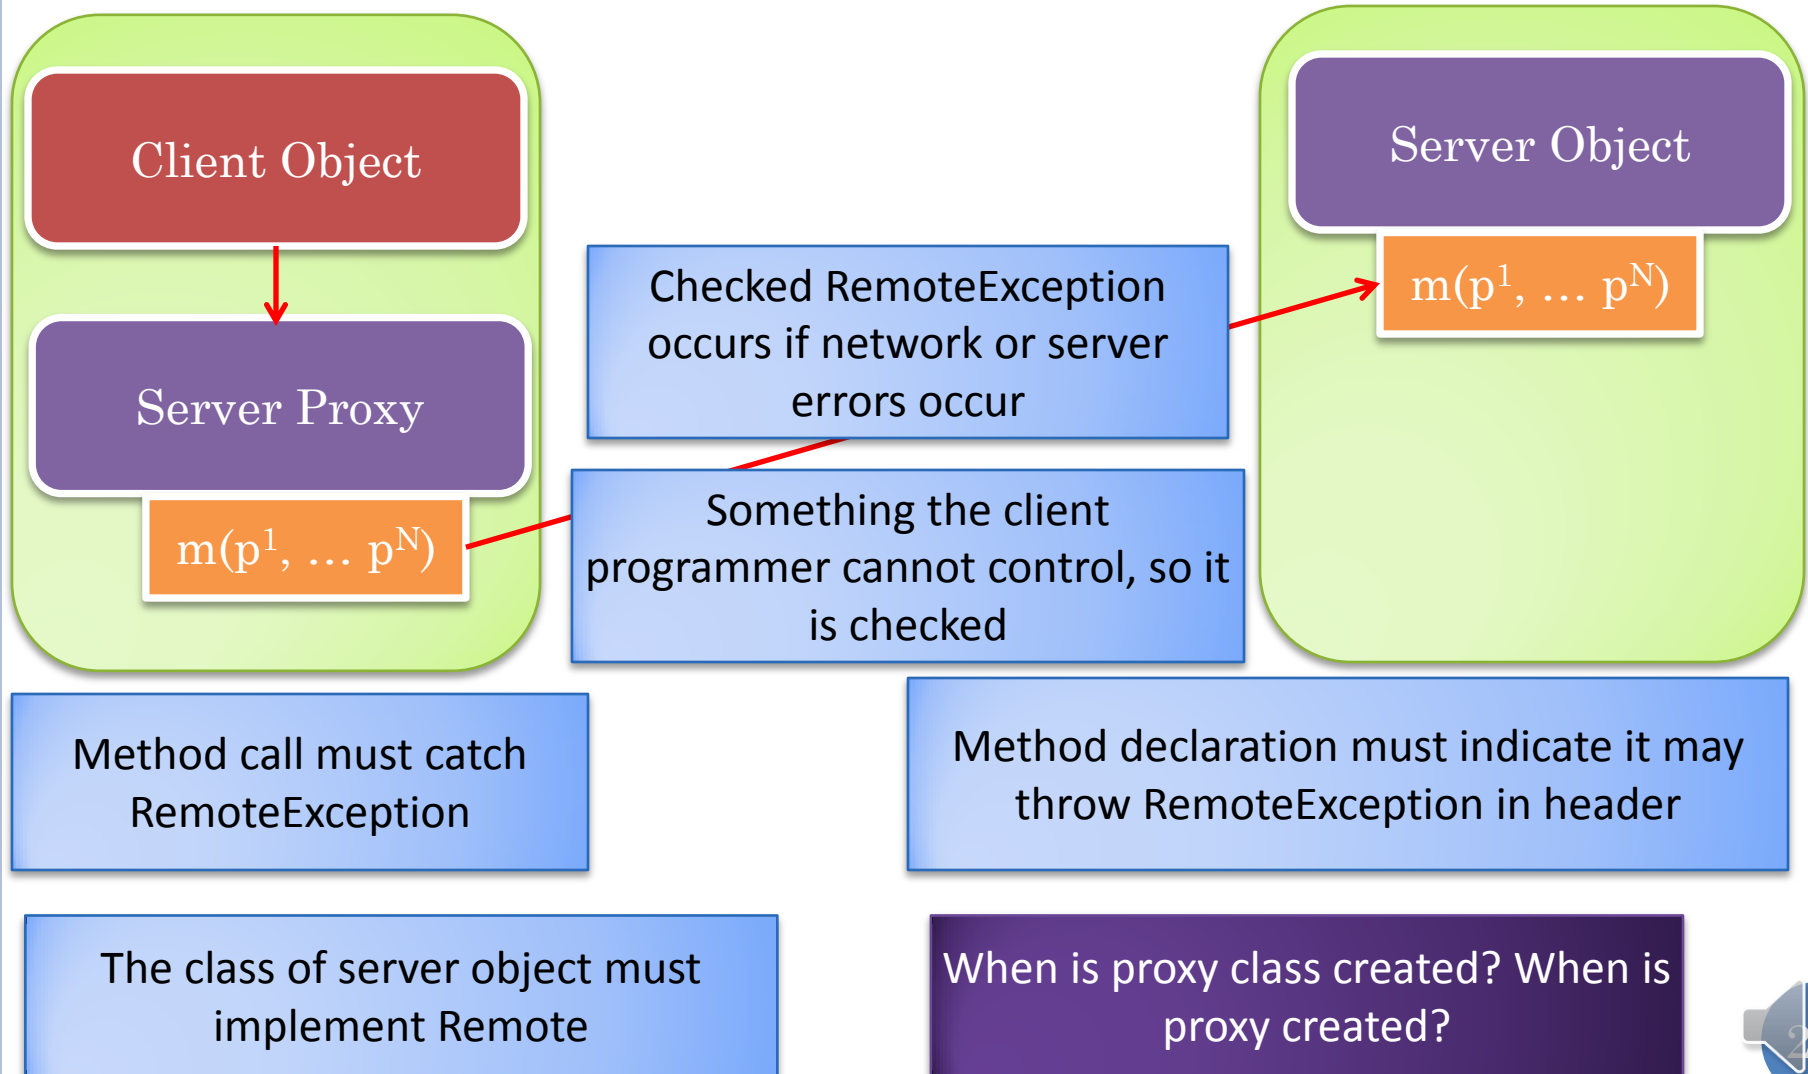 Client Object
Server Proxy
m(p¹, … pᴺ)
Checked RemoteException
occurs if network or server
errors occur
Something the client
programmer cannot control, so it
is checked
Server Object
m(p¹, … pᴺ)
Method call must catch
RemoteException
Method declaration must indicate it may
throw RemoteException in header
The class of server object must
implement Remote
When is proxy class created? When is
proxy created?